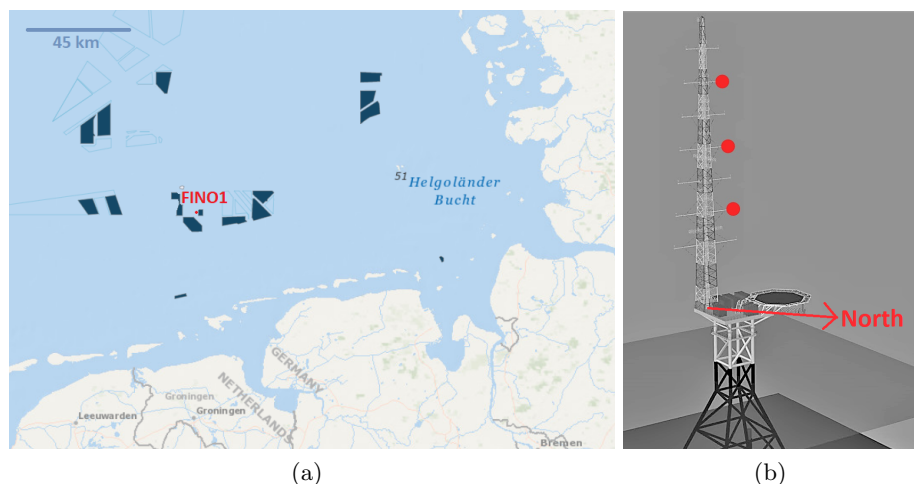 45 km
FINO1
51
Helgoländer
Bucht
GERMANY
NETHERLANDS
Groningen
Leeuwarden
Groningen
Bremen
North
(a)
(b)